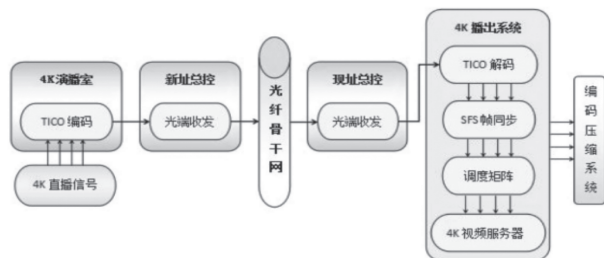 4K演播室
TICO 编码
4K 直播信号
新址总控
光端收发
光纤骨干网
现址总控
光端收发
4K 播出系统
TICO 解码
SFS 帧同步
调度矩阵
4K 视频服务器
编码压缩系统